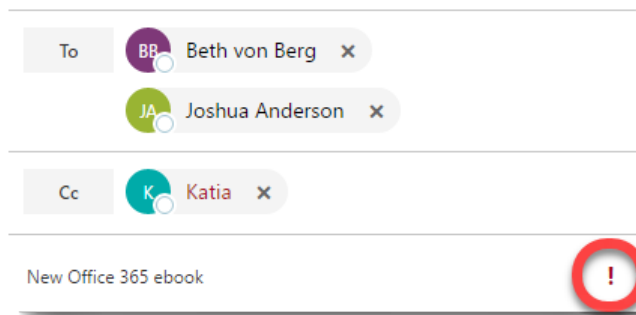 To BB Beth von Berg ×
JA Joshua Anderson ×
Cc K Katia ×
New Office 365 ebook !